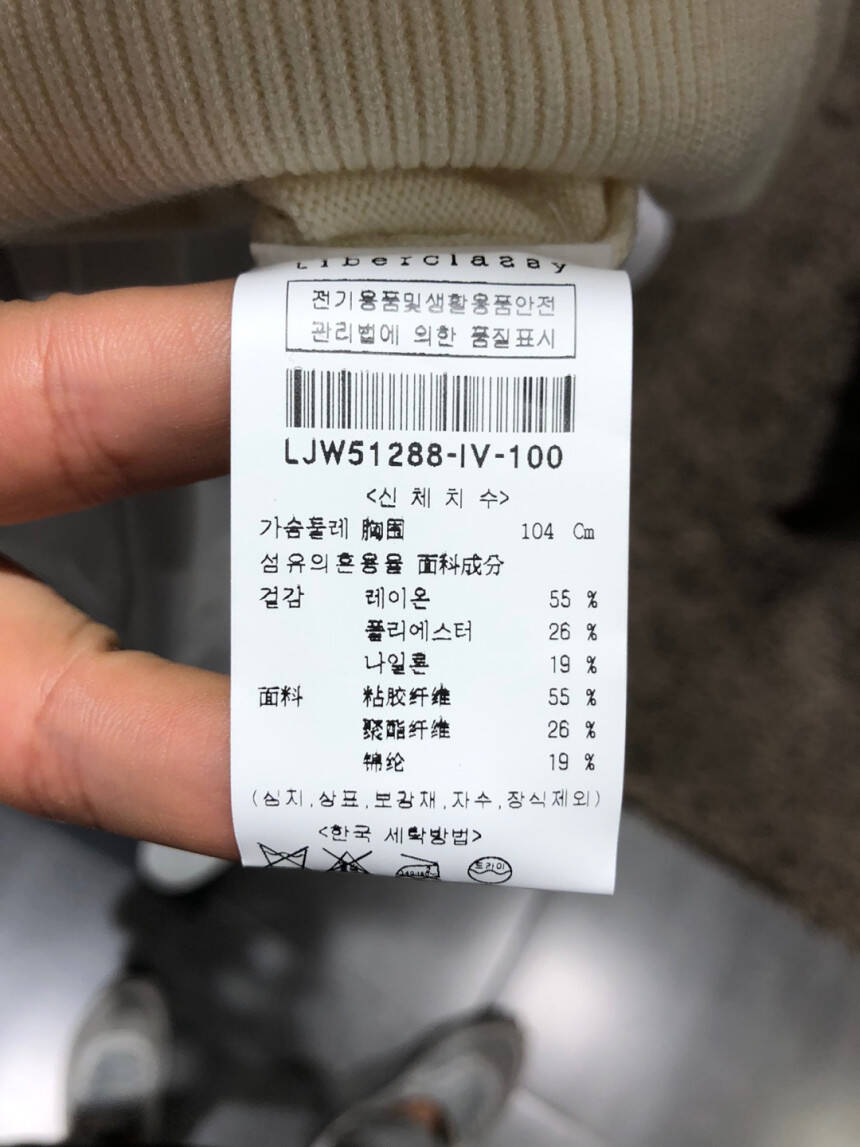 Liberclassy
전기용품및생활용품안전
관리법에 의한 품질표시
LJW51288-IV-100
<신 체 치 수>
가슴둘레 胸围 104 Cm
섬유의혼용율 面料成分
겉감 레이온 55 %
폴리에스터 26 %
나일론 19 %
面料 粘胶纤维 55 %
聚酯纤维 26 %
锦纶 19 %
(심지,상표,보강재,자수,장식제외)
<한국 세탁방법>
드라이